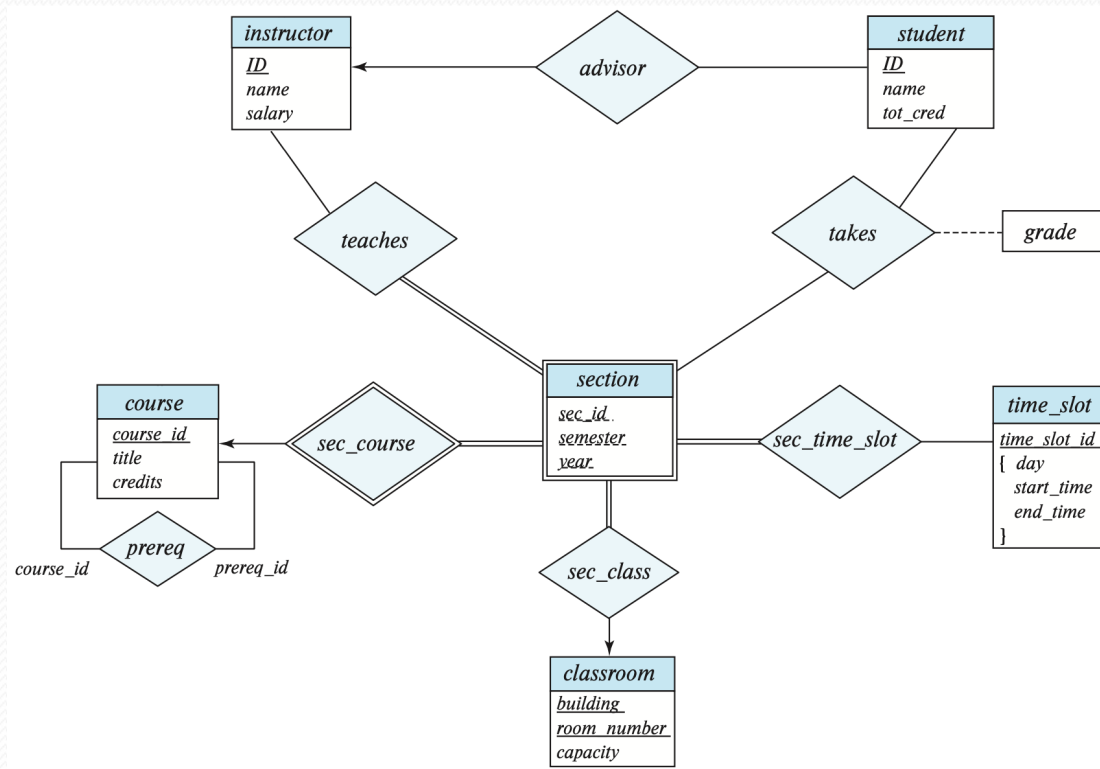 instructor
ID
name
salary
advisor
student
ID
name
tot_cred
teaches
takes
grade
course
course_id
title
credits
prereq
course_id
prereq_id
sec_course
section
sec_id
semester
year
sec_time_slot
time_slot
time_slot_id
{ day
start_time
end_time
}
sec_class
classroom
building
room_number
capacity